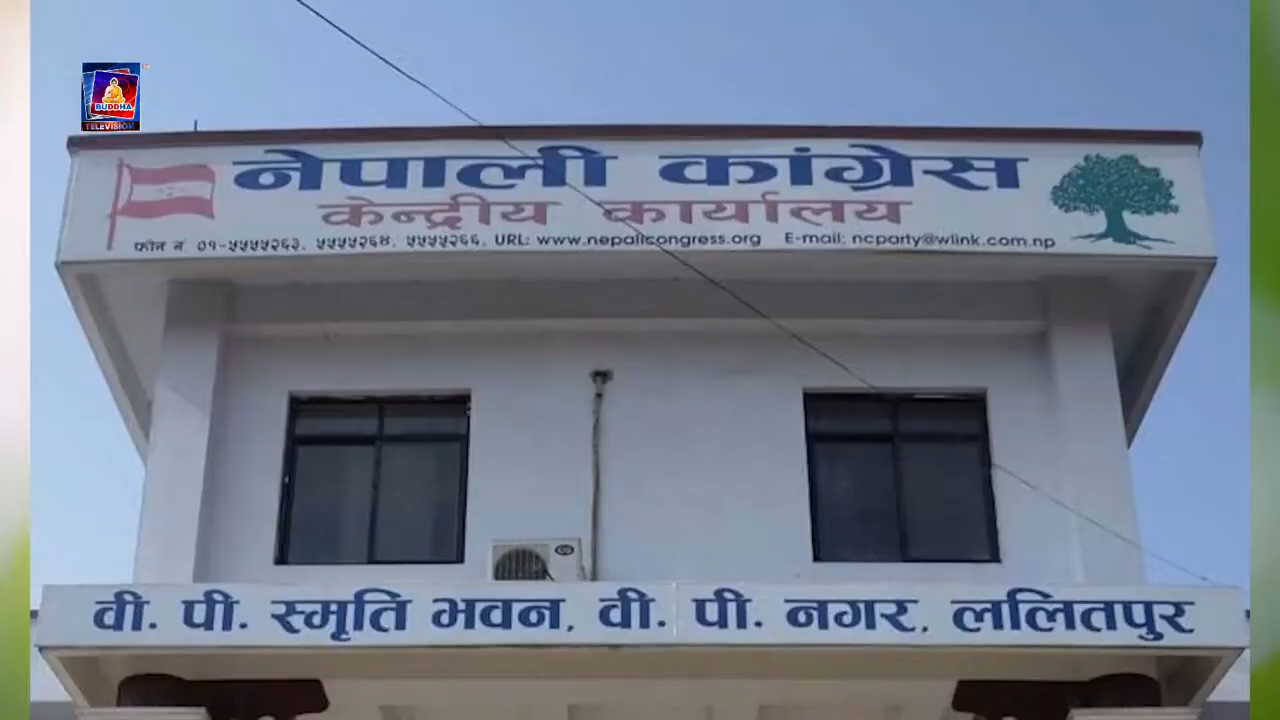 BUDDHA
TELEVISION
नेपाली कांग्रेस
केन्द्रीय कार्यालय
फोन नं ०१-५५५५२६३, ५५५५२६४, ५५५५२६६, URL: www.nepalicongress.org E-mail: ncparty@wlink.com.np
वी. पी. स्मृति भवन, वी. पी. नगर, ललितपुर